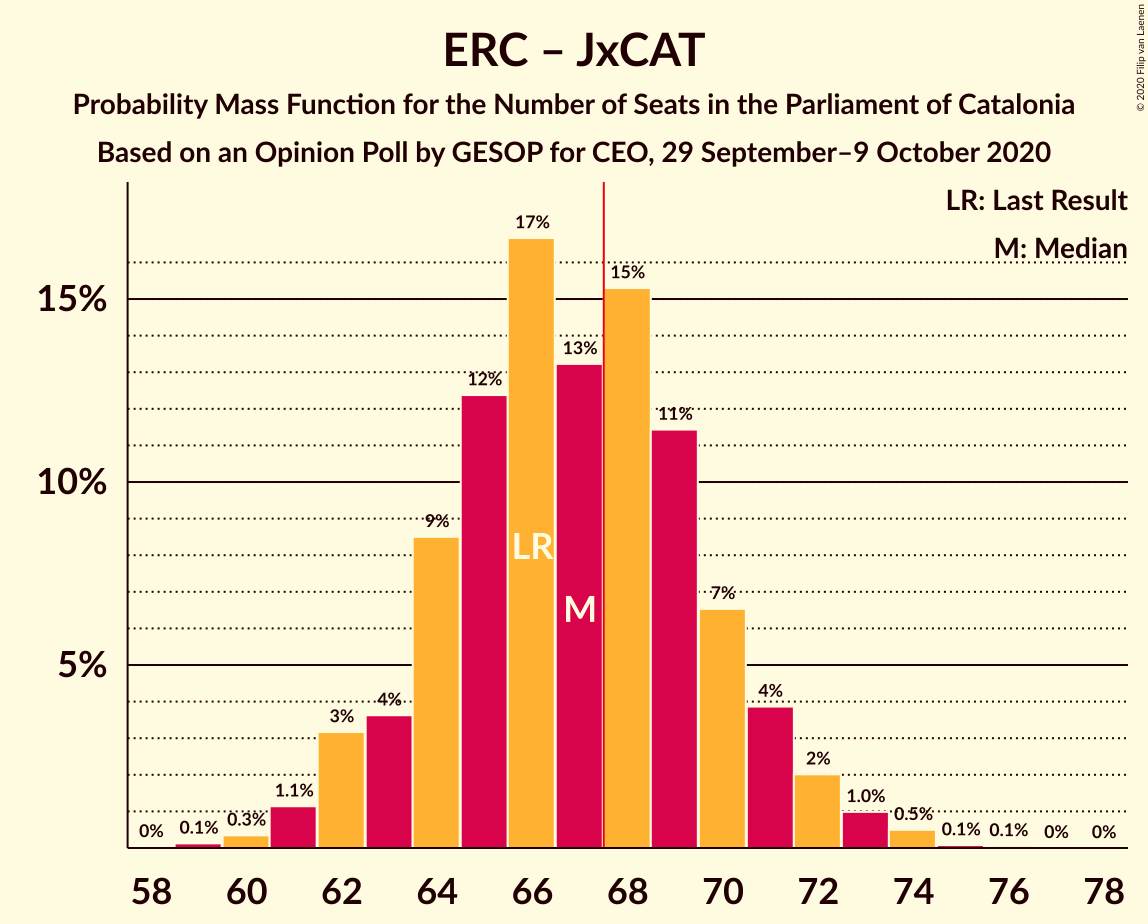 ERC – JxCAT
Probability Mass Function for the Number of Seats in the Parliament of Catalonia
Based on an Opinion Poll by GESOP for CEO, 29 September–9 October 2020
© 2020 Filip van Laenen
LR: Last Result
M: Median
15%
10%
5%
0%
0.1%
0.3%
1.1%
3%
4%
9%
12%
17%
13%
15%
11%
7%
4%
2%
1.0%
0.5%
0.1%
0.1%
0%
0%
LR
M
58 60 62 64 66 68 70 72 74 76 78